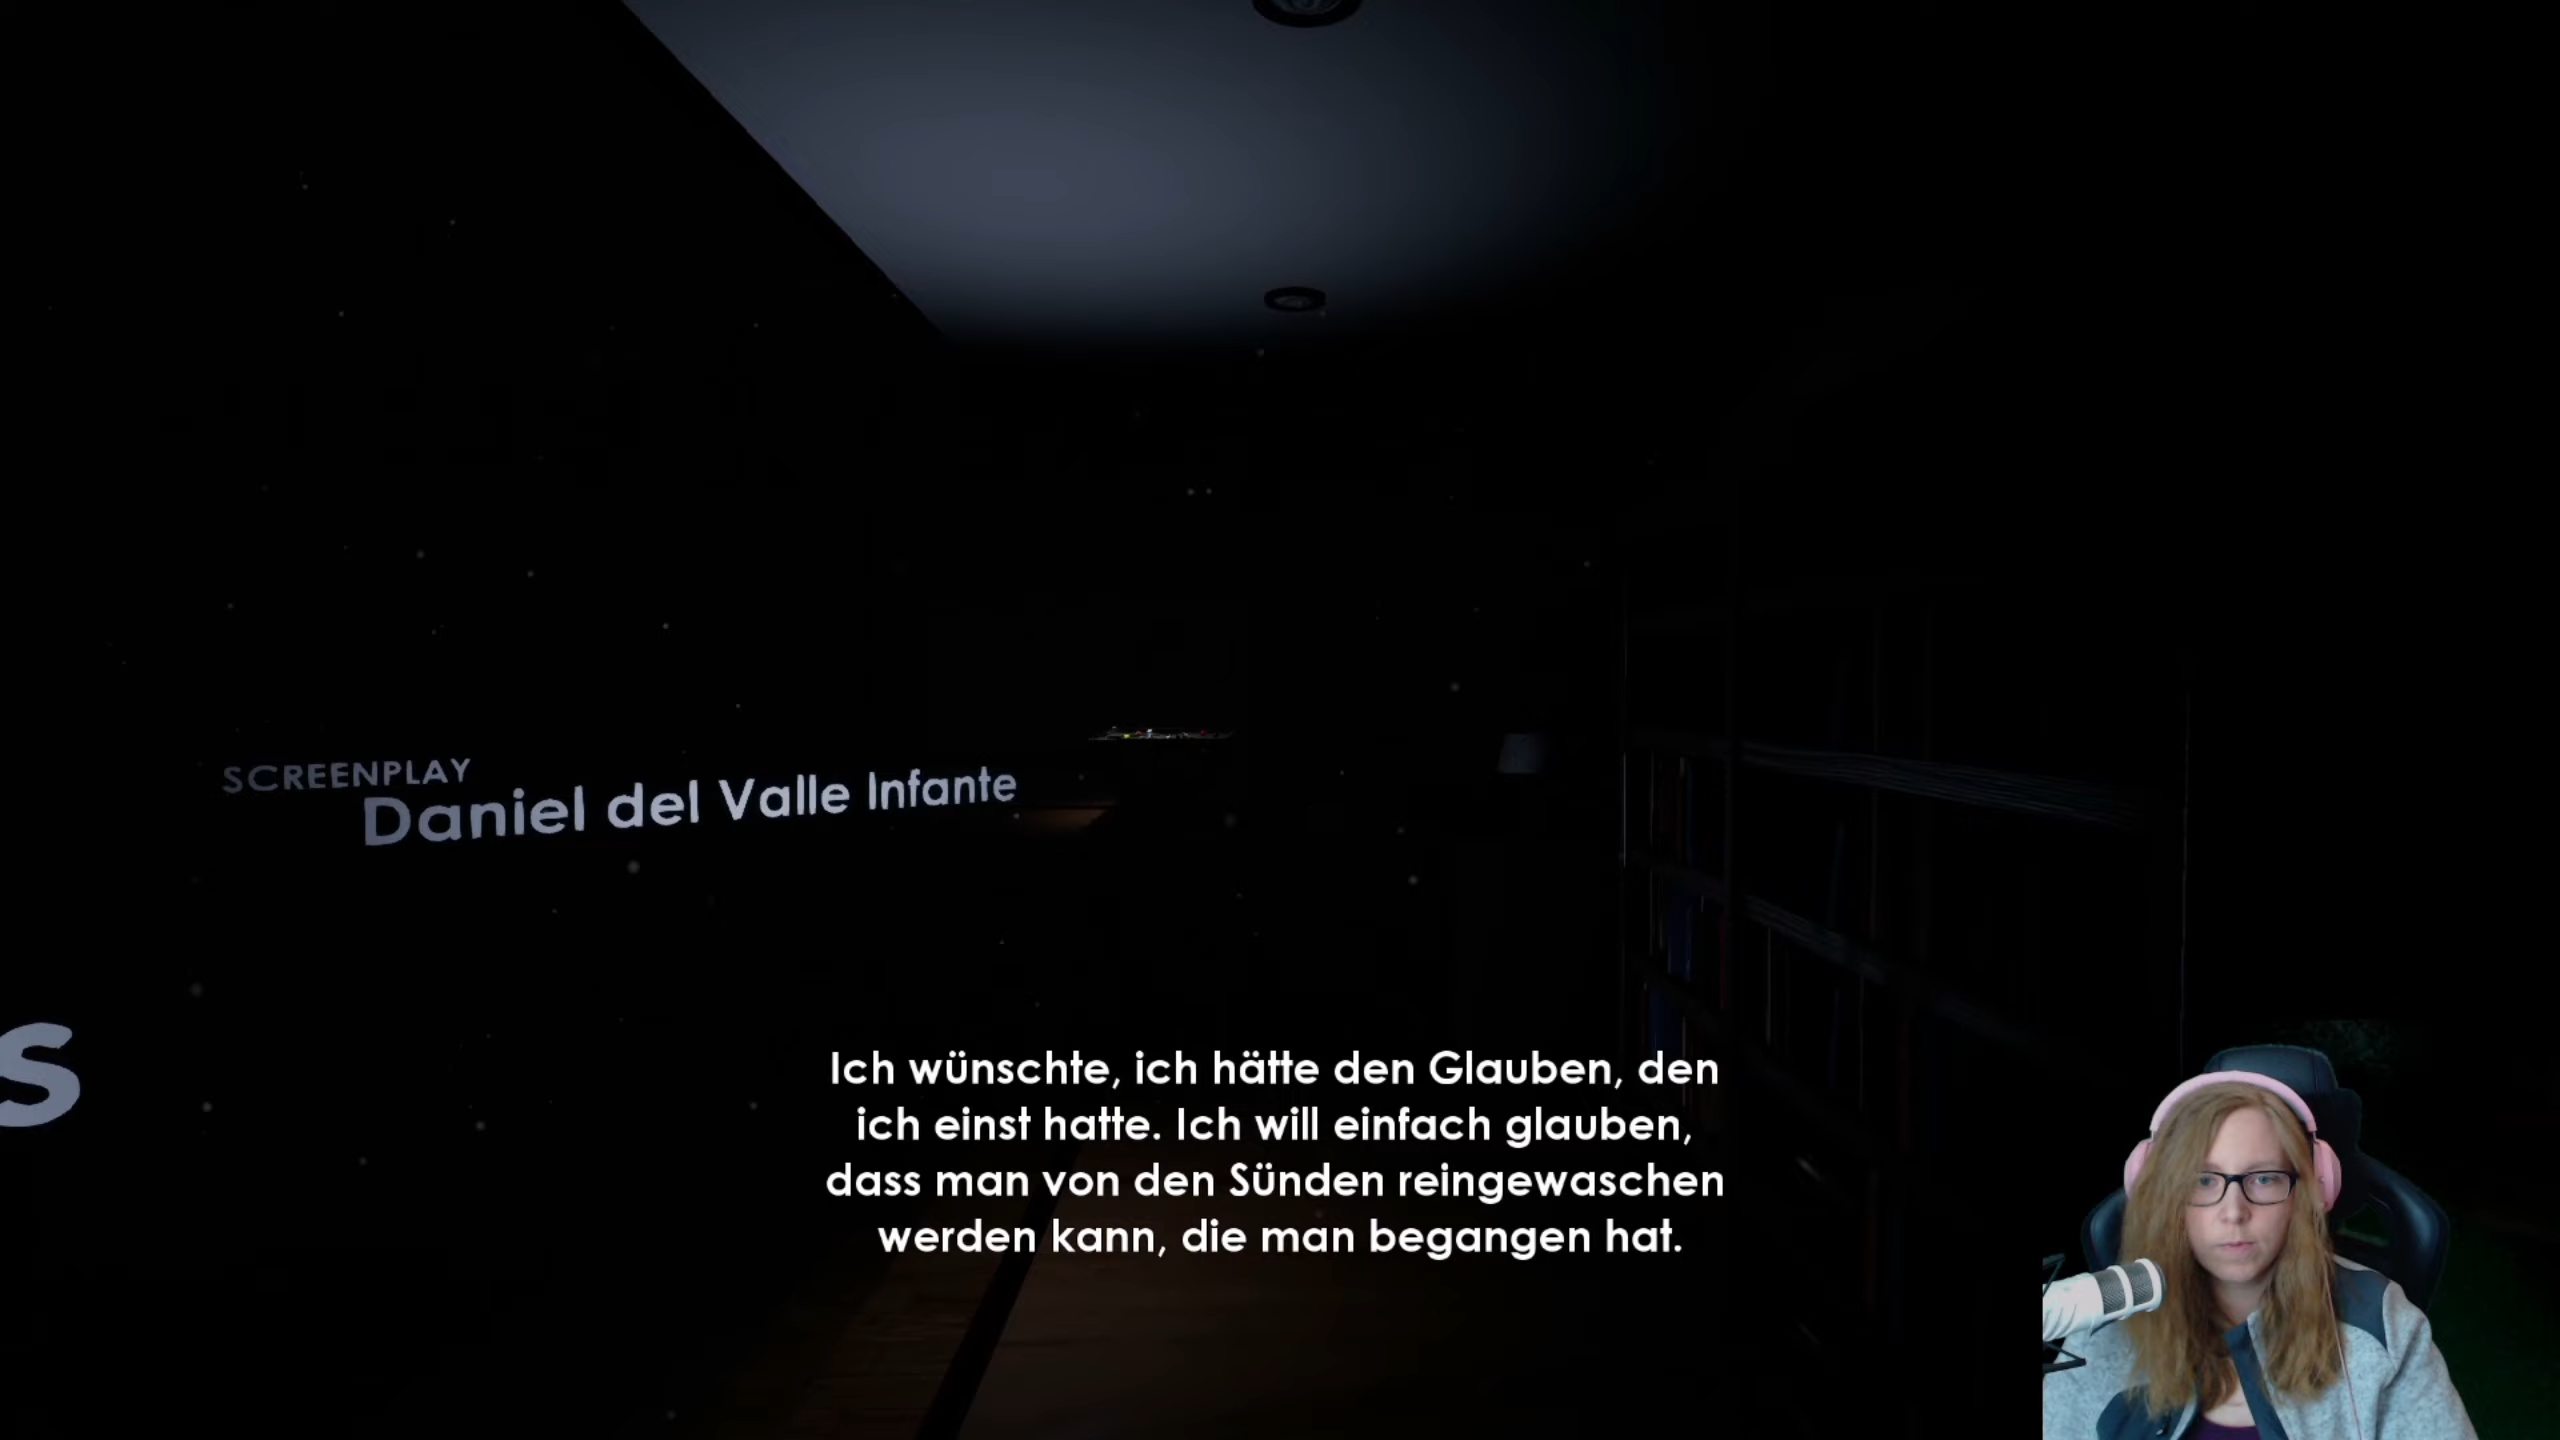 SCREENPLAY
Daniel del Valle Infante
s
Ich wünschte, ich hätte den Glauben, den
ich einst hatte. Ich will einfach glauben,
dass man von den Sünden reingewaschen
werden kann, die man begangen hat.